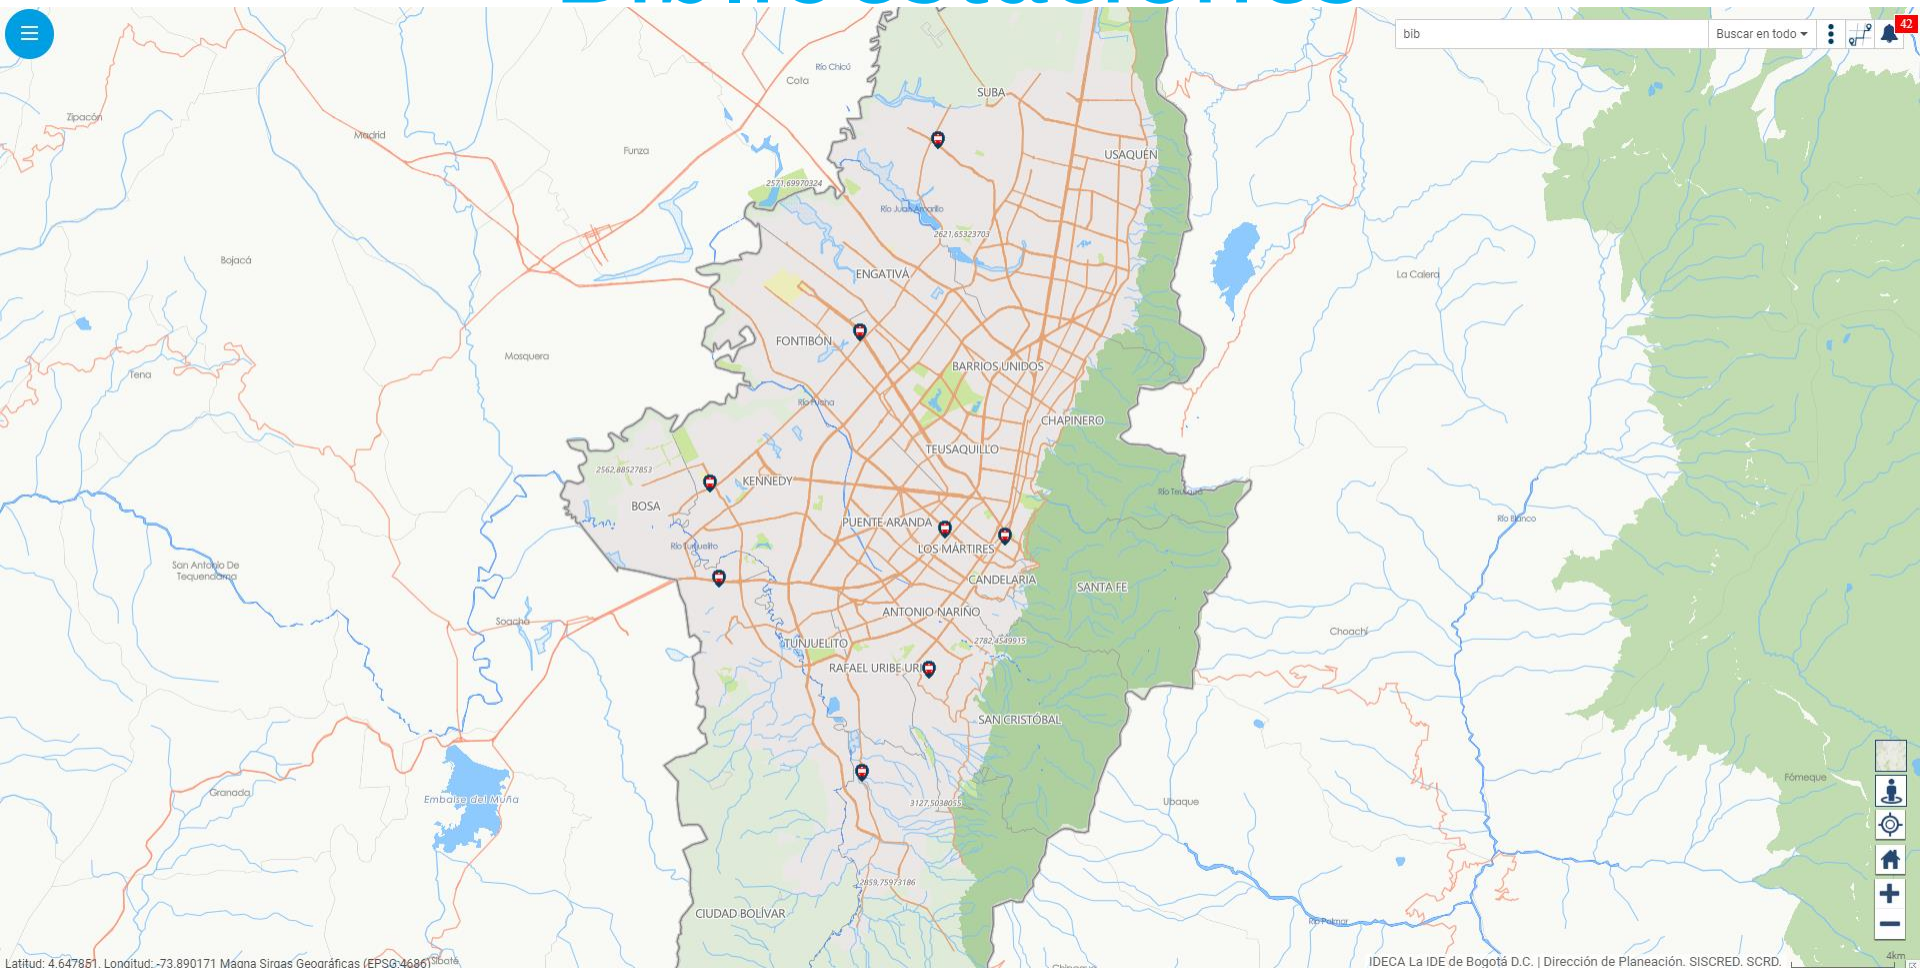 Biblioestaciones
bib
Buscar en todo
42
Río Chicú
Cota
SUBA
Zipacón
Madrid
Funza
USAQUÉN
2571,69970324
Río Juan Amarillo
2621,65323703
Bojacá
ENGATIVÁ
La Calera
FONTIBÓN
Mosquera
BARRIOS UNIDOS
Tena
Río Fucha
CHAPINERO
TEUSAQUILLO
2562,88527853
KENNEDY
Río Teusacá
BOSA
PUENTE ARANDA
Río Blanco
Río Tunjuelito
LOS MÁRTIRES
San Antonio De
Tequendama
CANDELARIA
SANTA FE
ANTONIO NARIÑO
Soacha
Choachí
TUNJUELITO
2782,4549915
RAFAEL URIBE URI
SAN CRISTÓBAL
Fómeque
Granada
Embalse del Muña
3127,5038055
Ubaque
2859,75973186
CIUDAD BOLÍVAR
Río Palmar
4km
Latitud: 4.647851, Longitud: -73.890171 Magna Sirgas Geográficas (EPSG:4686)
Sibaté
IDECA La IDE de Bogotá D.C. | Dirección de Planeación. SISCRED. SCRD.